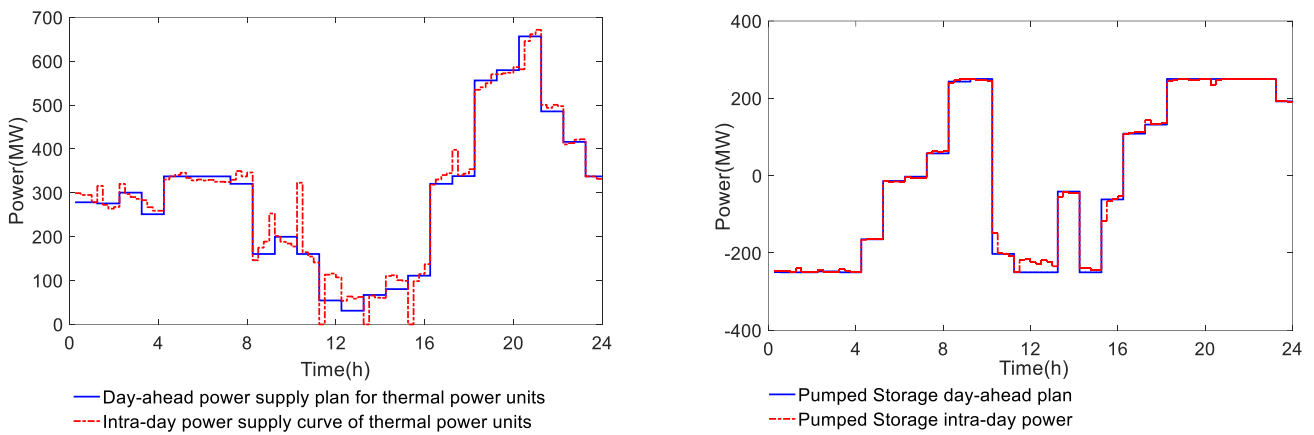 700
600
500
400
300
200
100
0
Power(MW)
0 4 8 12 16 20 24
Time(h)
Day-ahead power supply plan for thermal power units
Intra-day power supply curve of thermal power units
400
200
0
-200
-400
Power(MW)
0 4 8 12 16 20 24
Time(h)
Pumped Storage day-ahead plan
Pumped Storage intra-day power